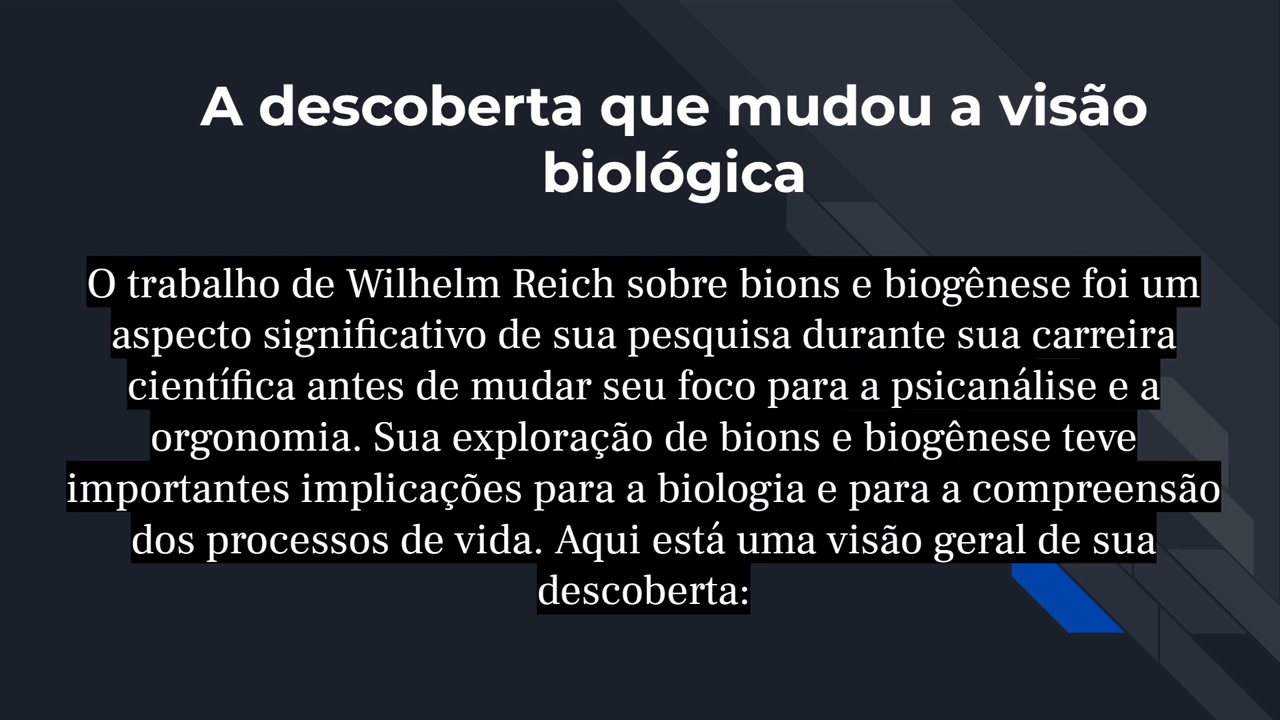 A descoberta que mudou a visão
biológica
O trabalho de Wilhelm Reich sobre bions e biogênese foi um
aspecto significativo de sua pesquisa durante sua carreira
científica antes de mudar seu foco para a psicanálise e a
orgonomia. Sua exploração de bions e biogênese teve
importantes implicações para a biologia e para a compreensão
dos processos de vida. Aqui está uma visão geral de sua
descoberta: